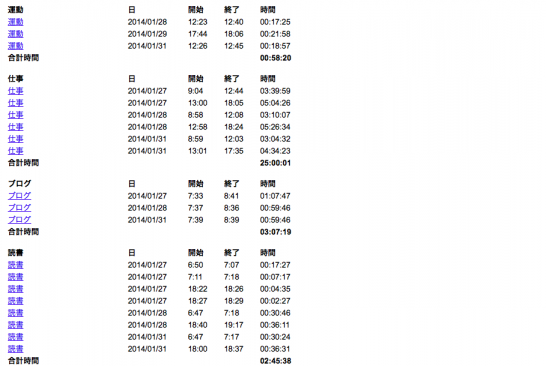 運動 日 開始 終了 時間
運動 2014/01/28 12:23 12:40 00:17:25
運動 2014/01/29 17:44 18:06 00:21:58
運動 2014/01/31 12:26 12:45 00:18:57
合計時間 00:58:20
仕事 日 開始 終了 時間
仕事 2014/01/27 9:04 12:44 03:39:59
仕事 2014/01/27 13:00 18:05 05:04:26
仕事 2014/01/28 8:58 12:08 03:10:07
仕事 2014/01/28 12:58 18:24 05:26:34
仕事 2014/01/31 8:59 12:03 03:04:32
仕事 2014/01/31 13:01 17:35 04:34:23
合計時間 25:00:01
ブログ 日 開始 終了 時間
ブログ 2014/01/27 7:33 8:41 01:07:47
ブログ 2014/01/28 7:37 8:36 00:59:46
ブログ 2014/01/31 7:39 8:39 00:59:46
合計時間 03:07:19
読書 日 開始 終了 時間
読書 2014/01/27 6:50 7:07 00:17:27
読書 2014/01/27 7:11 7:18 00:07:17
読書 2014/01/27 18:22 18:26 00:04:35
読書 2014/01/27 18:27 18:29 00:02:27
読書 2014/01/28 6:47 7:18 00:30:46
読書 2014/01/28 18:40 19:17 00:36:11
読書 2014/01/31 6:47 7:17 00:30:24
読書 2014/01/31 18:00 18:37 00:36:31
合計時間 02:45:38